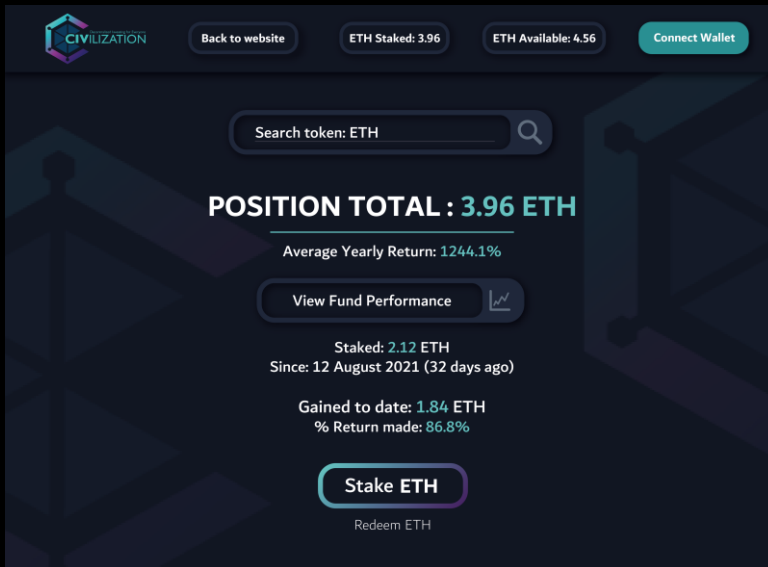 CIVILIZATION
Back to website
ETH Staked: 3.96
ETH Available: 4.56
Connect Wallet
Search token: ETH
POSITION TOTAL : 3.96 ETH
Average Yearly Return: 1244.1%
View Fund Performance
Staked: 2.12 ETH
Since: 12 August 2021 (32 days ago)
Gained to date: 1.84 ETH
% Return made: 86.8%
Stake ETH
Redeem ETH